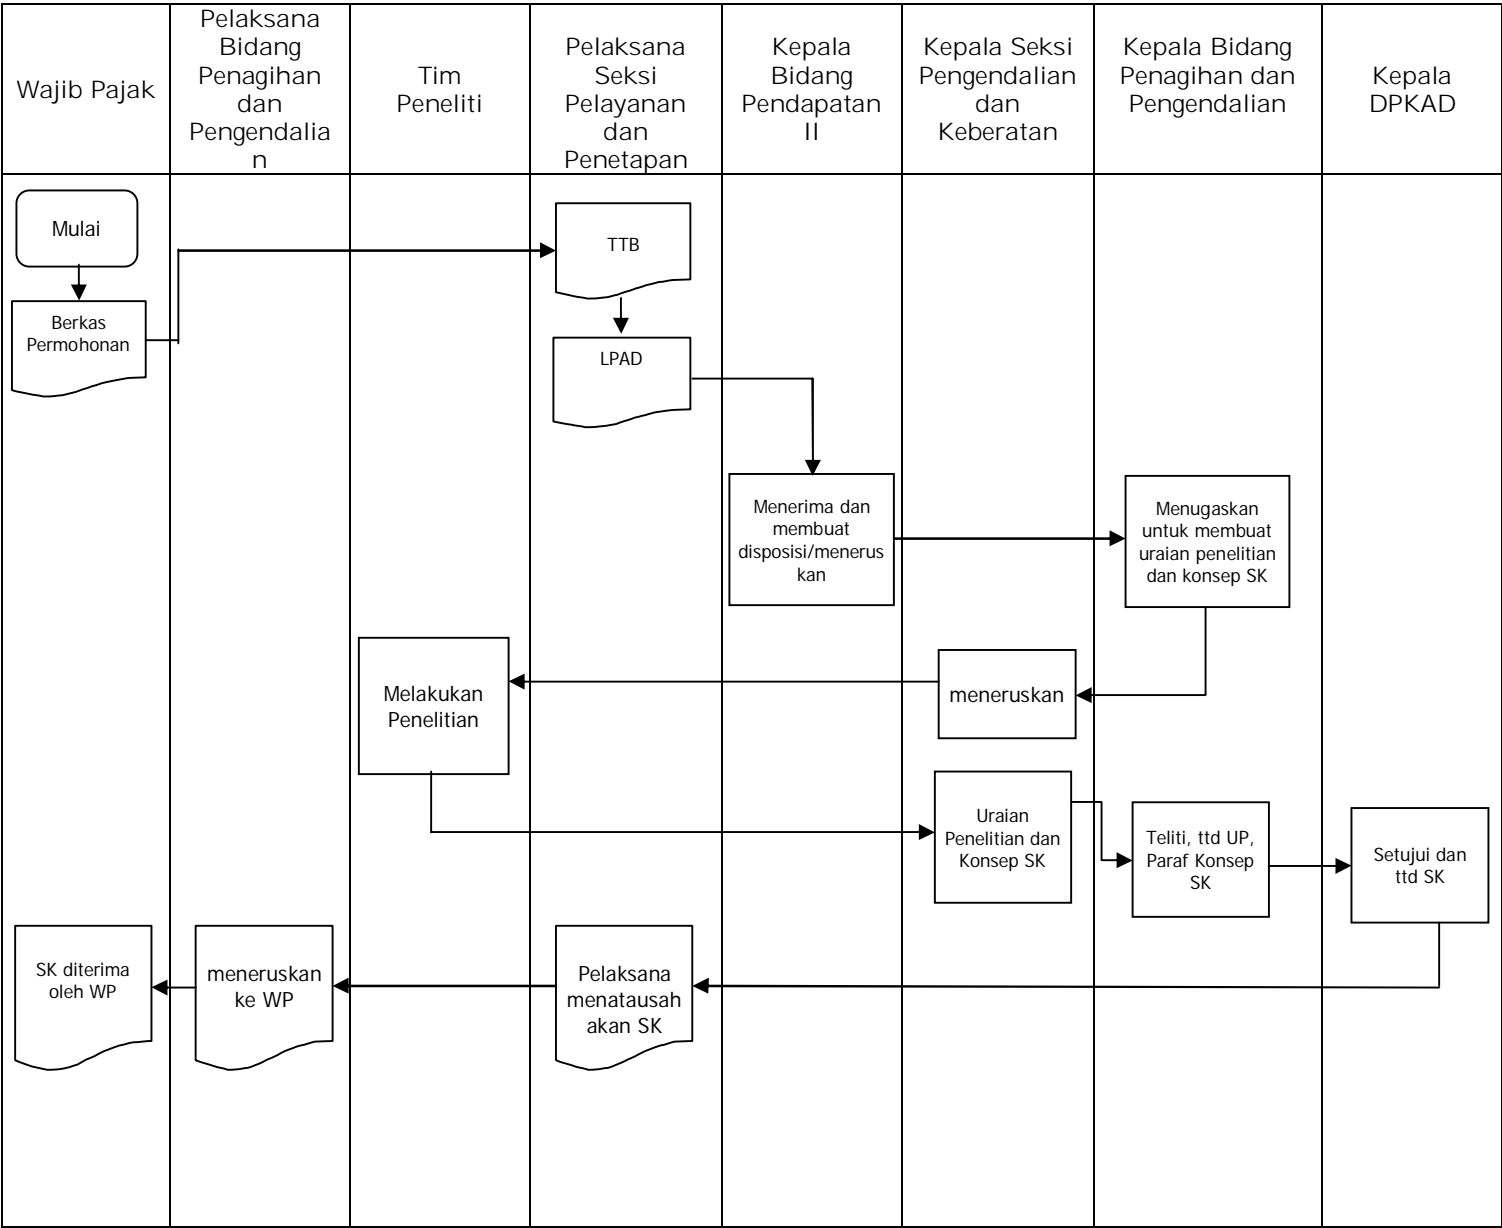 Wajib Pajak
Pelaksana
Bidang
Penagihan
dan
Pengendalia
n
Tim
Peneliti
Pelaksana
Seksi
Pelayanan
dan
Penetapan
Kepala
Bidang
Pendapatan
II
Kepala Seksi
Pengendalian
dan
Keberatan
Kepala Bidang
Penagihan dan
Pengendalian
Kepala
DPKAD
Mulai
TTB
Berkas
Permohonan
LPAD
Menerima dan
membuat
disposisi/menerus
kan
Menugaskan
untuk membuat
uraian penelitian
dan konsep SK
meneruskan
Melakukan
Penelitian
Uraian
Penelitian dan
Konsep SK
Teliti, ttd UP,
Paraf Konsep
SK
Setujui dan
ttd SK
Pelaksana
menatausah
akan SK
meneruskan
ke WP
SK diterima
oleh WP